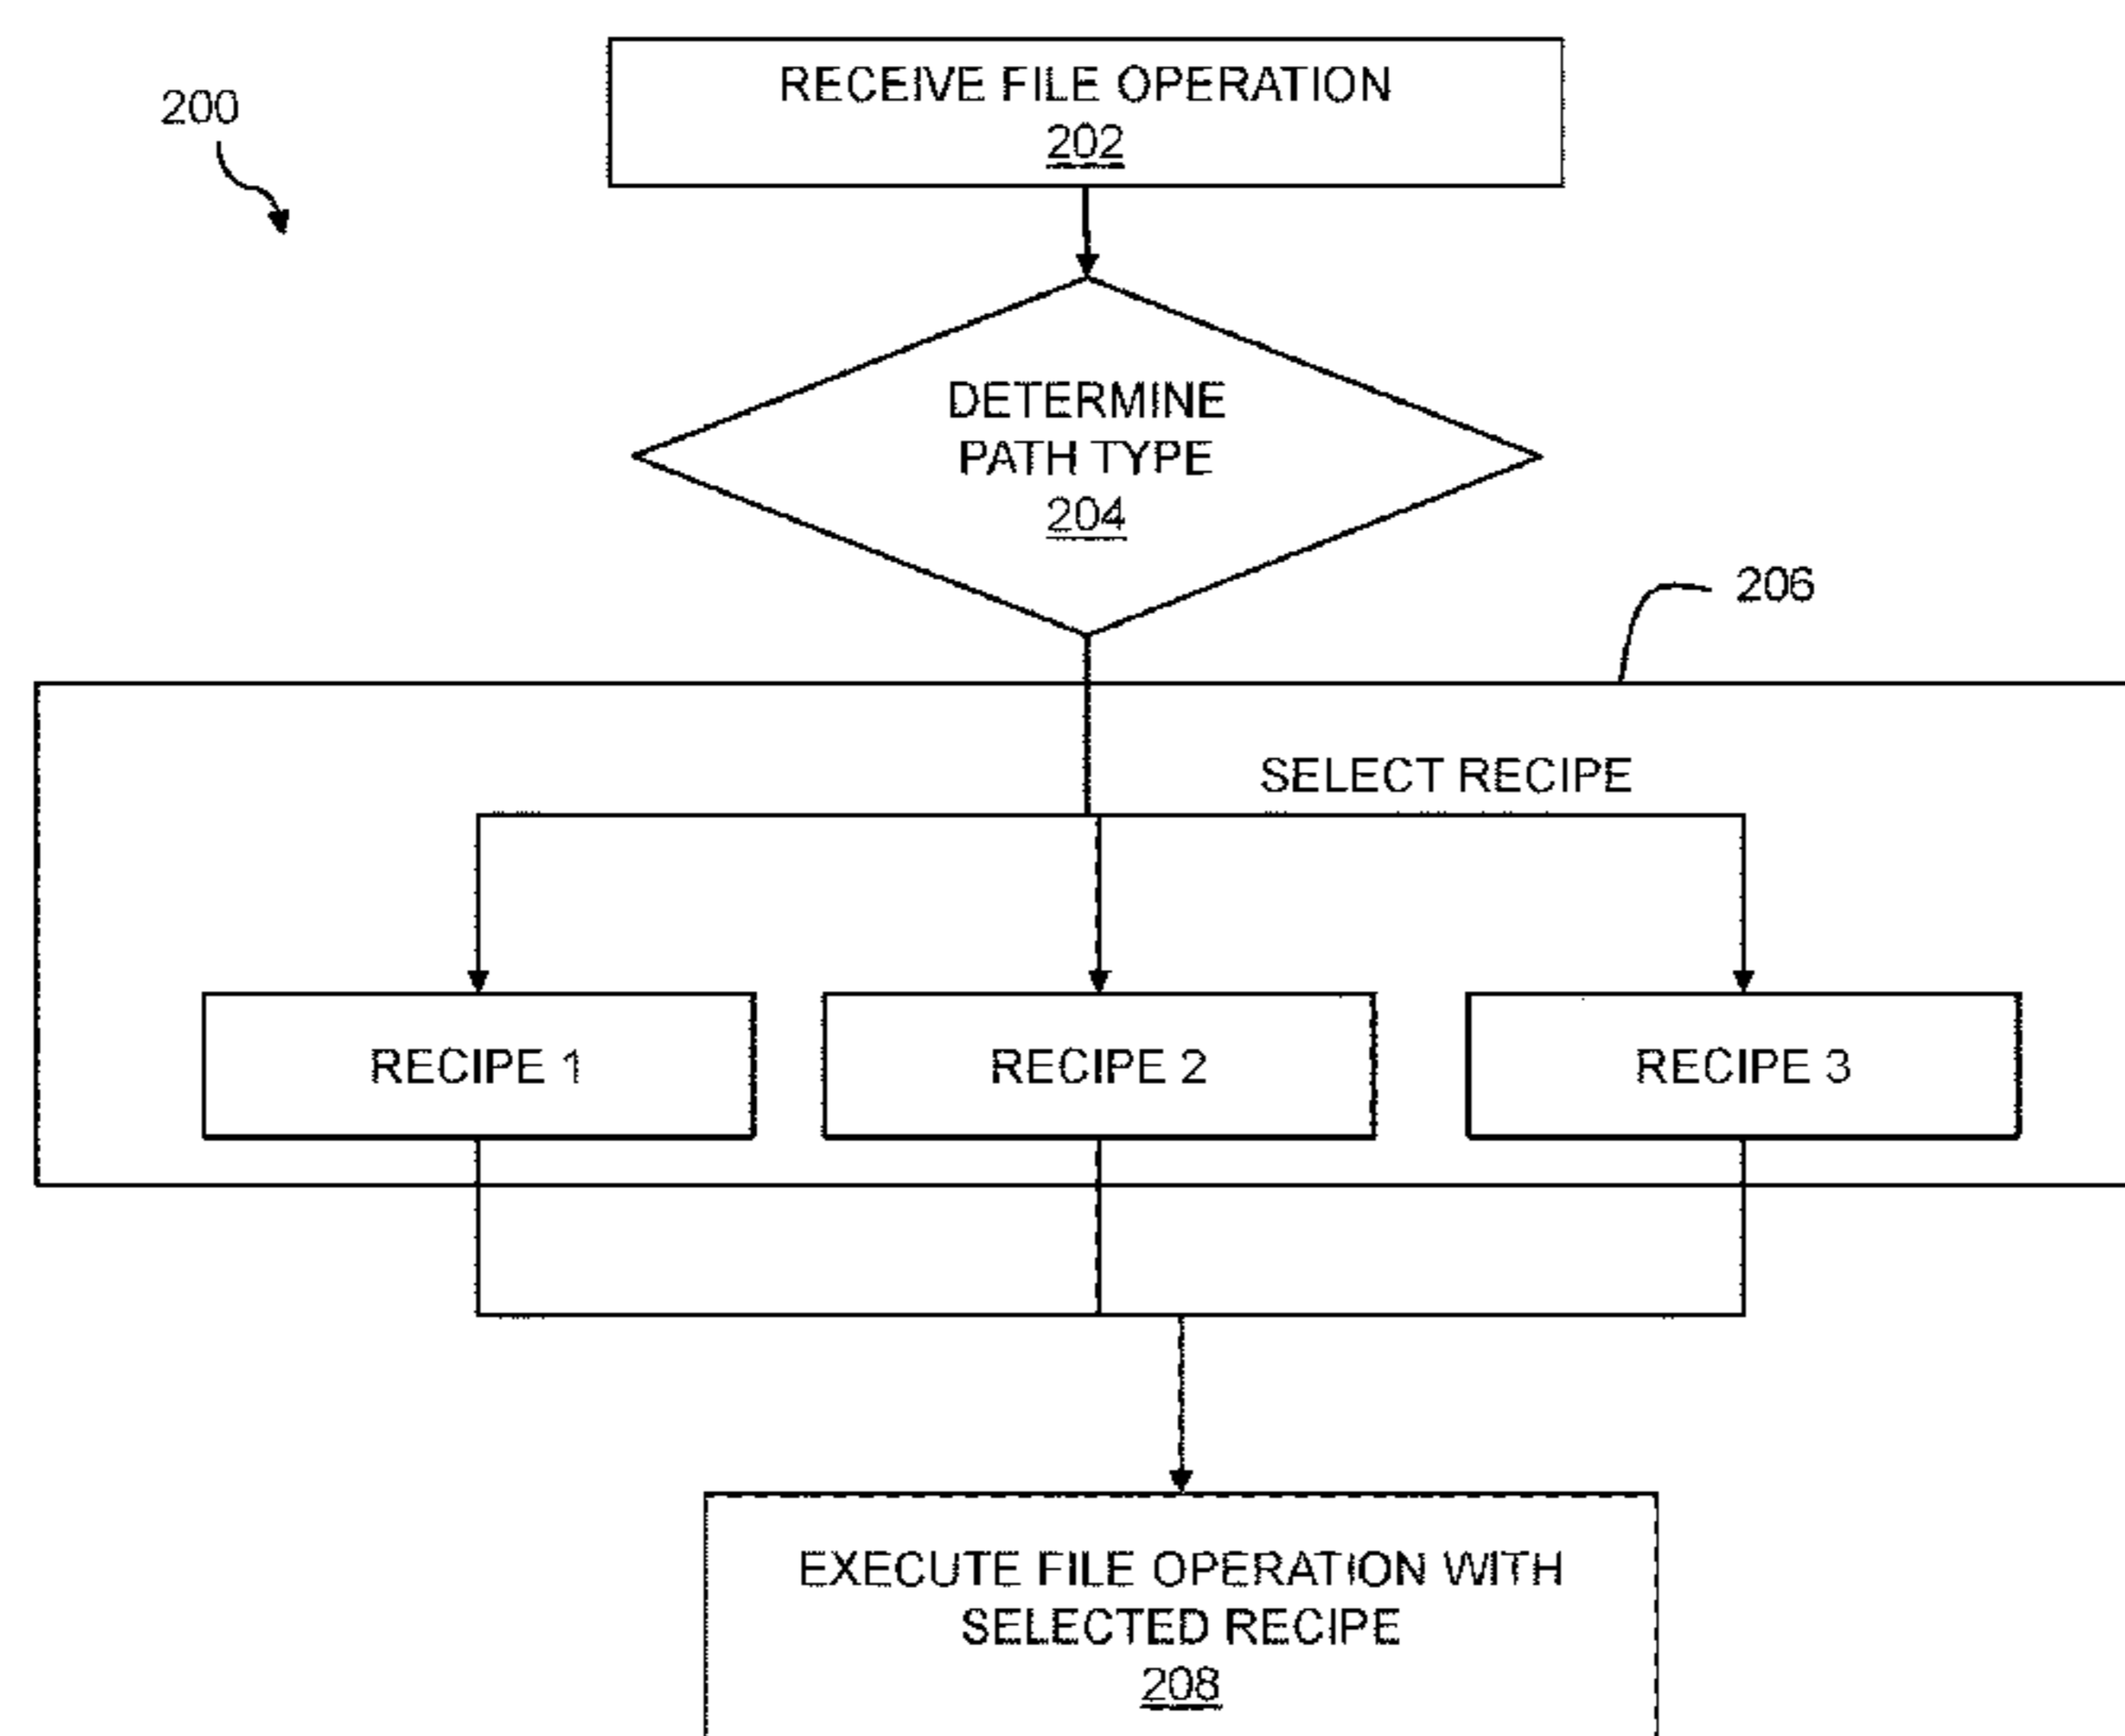 200
RECEIVE FILE OPERATION
202
DETERMINE
PATH TYPE
204
206
SELECT RECIPE
RECIPE 1
RECIPE 2
RECIPE 3
EXECUTE FILE OPERATION WITH
SELECTED RECIPE
208